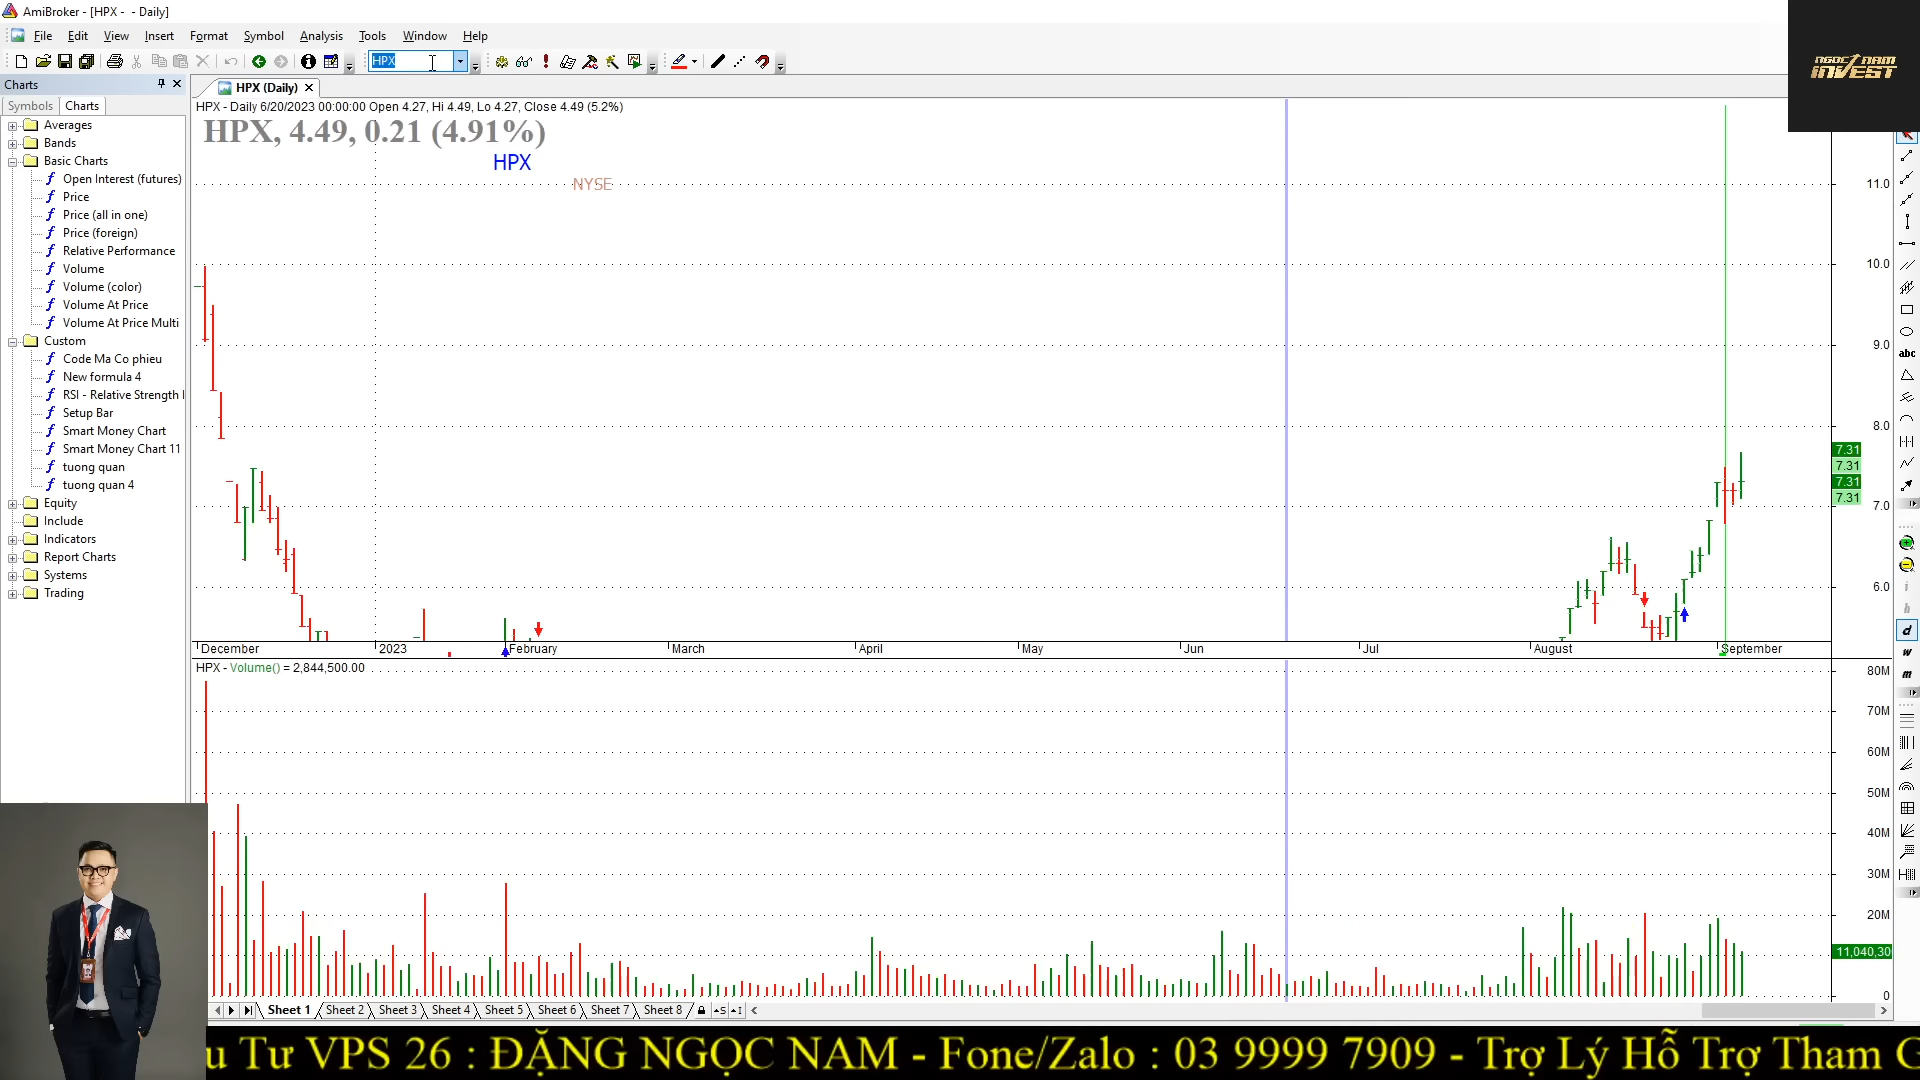 AmiBroker - [HPX - - Daily]
File Edit View Insert Format Symbol Analysis Tools Window Help
HPX
NGOC NAM
INVEST
Charts
HPX (Daily)
Symbols Charts
Averages
Bands
Basic Charts
Open Interest (futures)
Price
Price (all in one)
Price (foreign)
Relative Performance
Volume
Volume (color)
Volume At Price
Volume At Price Multi
Custom
Code Ma Co phieu
New formula 4
RSI - Relative Strength I
Setup Bar
Smart Money Chart
Smart Money Chart 11
tuong quan
tuong quan 4
Equity
Include
Indicators
Report Charts
Systems
Trading
HPX - Daily 6/20/2023 00:00:00 Open 4.27, Hi 4.49, Lo 4.27, Close 4.49 (5.2%)
HPX, 4.49, 0.21 (4.91%)
HPX
NYSE
11.0
10.0
9.0
8.0
7.31
7.31
7.31
7.31
7.0
6.0
December 2023 February March April May Jun Jul August September
HPX - Volume() = 2,844,500.00
80M
70M
60M
50M
40M
30M
20M
11,040,30
0
abc
i
h
d
w
m
Sheet 1 Sheet 2 Sheet 3 Sheet 4 Sheet 5 Sheet 6 Sheet 7 Sheet 8
u Tư VPS 26 : ĐẶNG NGỌC NAM - Fone/Zalo : 03 9999 7909 - Trợ Lý Hỗ Trợ Tham G